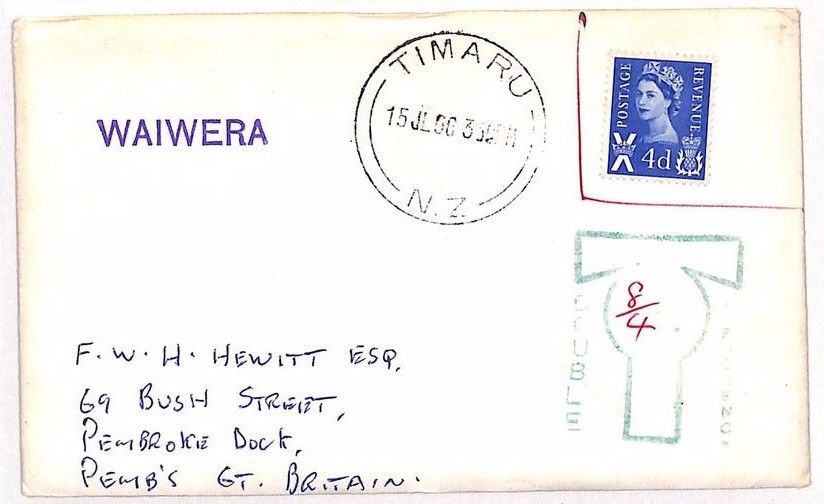 TIMARU
15 JL 66 3 30 PM
N.Z
POSTAGE
REVENUE
4d
WAIWERA
8/4
DOUBLE
F. W. H. HEWITT ESQ.
69 BUSH STREET,
PEMBROKE DOCK,
PEMB'S GT. BRITAIN.